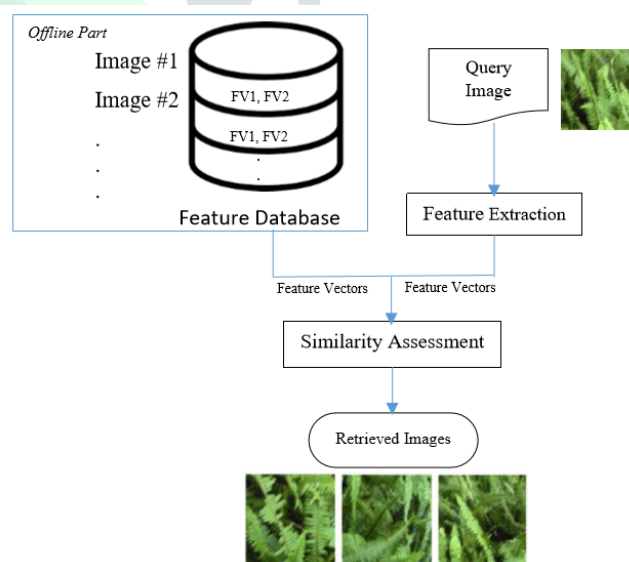 Offline Part
Image #1
Image #2
.
.
.
FV1, FV2
FV1, FV2
.
.
Feature Database
Query
Image
Feature Extraction
Feature Vectors
Feature Vectors
Similarity Assessment
Retrieved Images